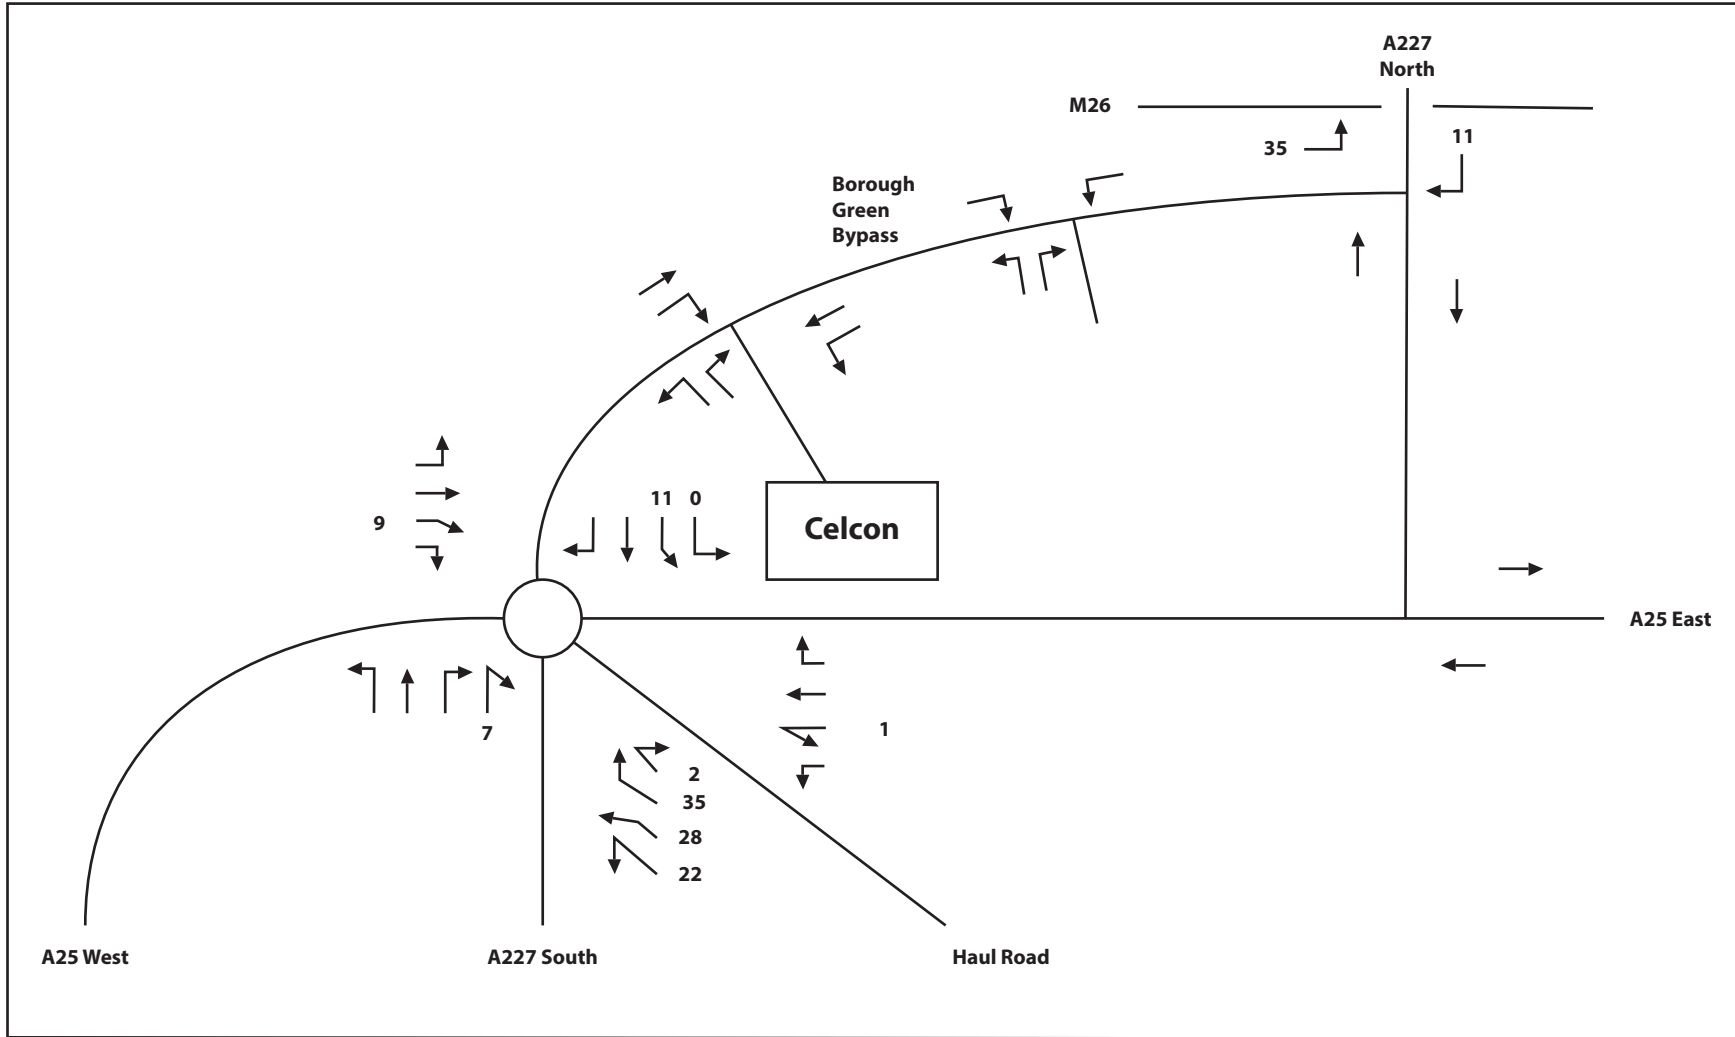 A227
North
M26
35
11
Borough
Green
Bypass
11 0
9
Celcon
A25 East
7
1
2
35
28
22
A25 West
A227 South
Haul Road